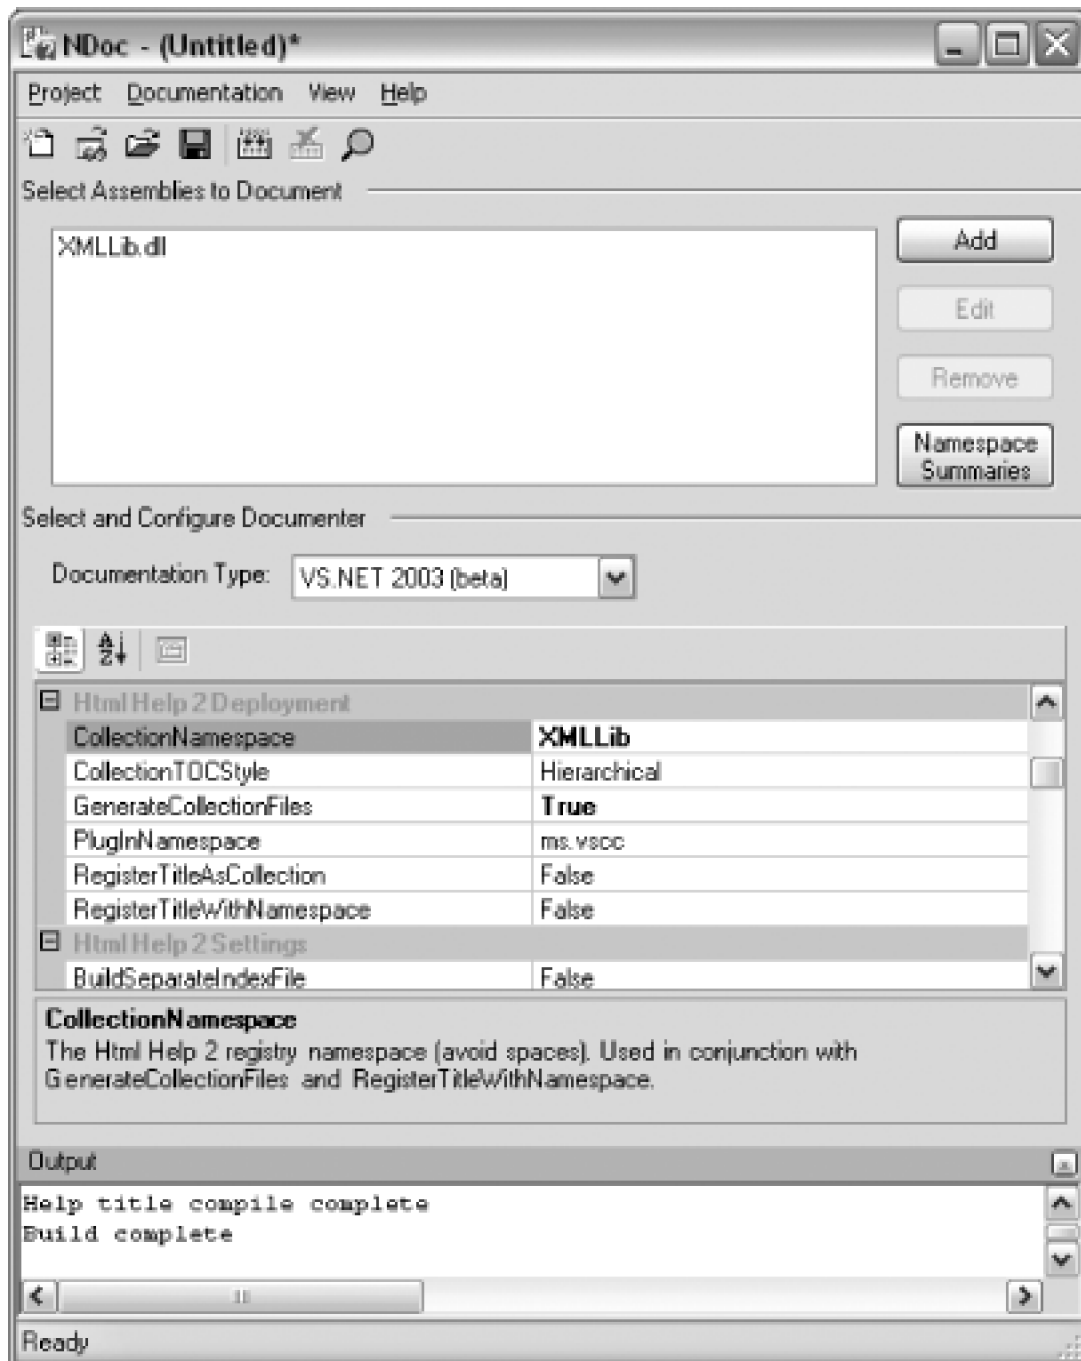 NDoc - (Untitled)*
Project Documentation View Help
Select Assemblies to Document
XMLLib.dll
Add
Edit
Remove
Namespace
Summaries
Select and Configure Documenter
Documentation Type: VS.NET 2003 (beta)
Html Help 2 Deployment
CollectionNamespace XMLLib
CollectionTOCStyle Hierarchical
GenerateCollectionFiles True
PlugInNamespace ms.vscc
RegisterTitleAsCollection False
RegisterTitleWithNamespace False
Html Help 2 Settings
BuildSeparateIndexFile False
CollectionNamespace
The Html Help 2 registry namespace (avoid spaces). Used in conjunction with
GenerateCollectionFiles and RegisterTitleWithNamespace.
Output
Help title compile complete
Build complete
Ready